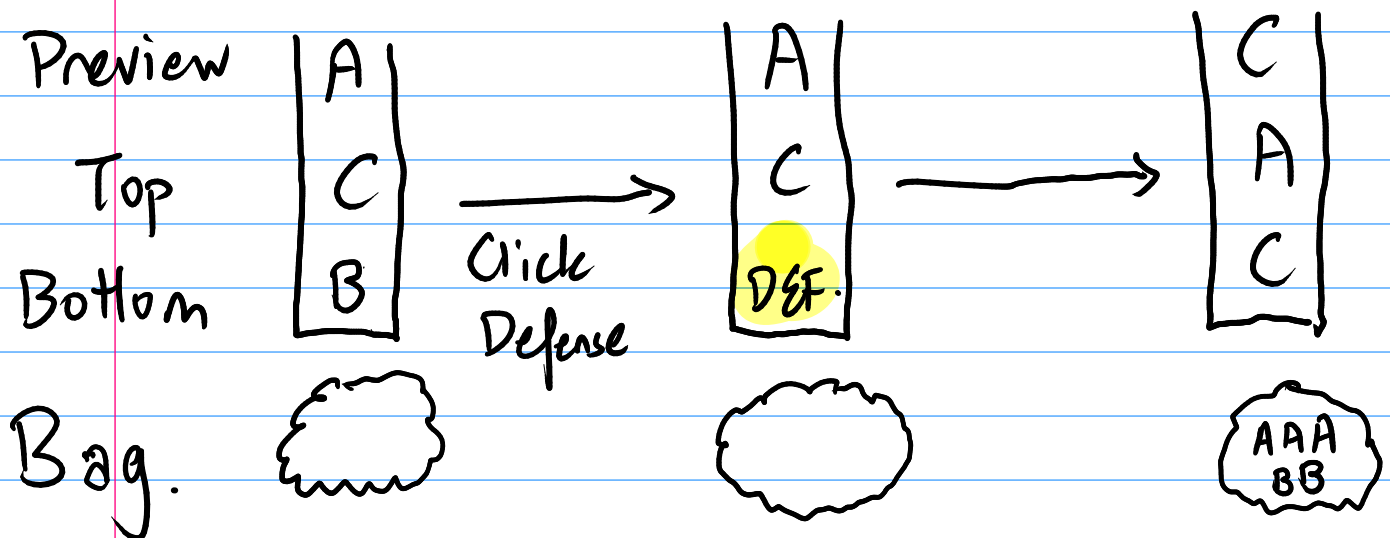 Preview A A C
Top C C A
Click
Bottom B DEF. C
Defense
Bag. AAA
BB